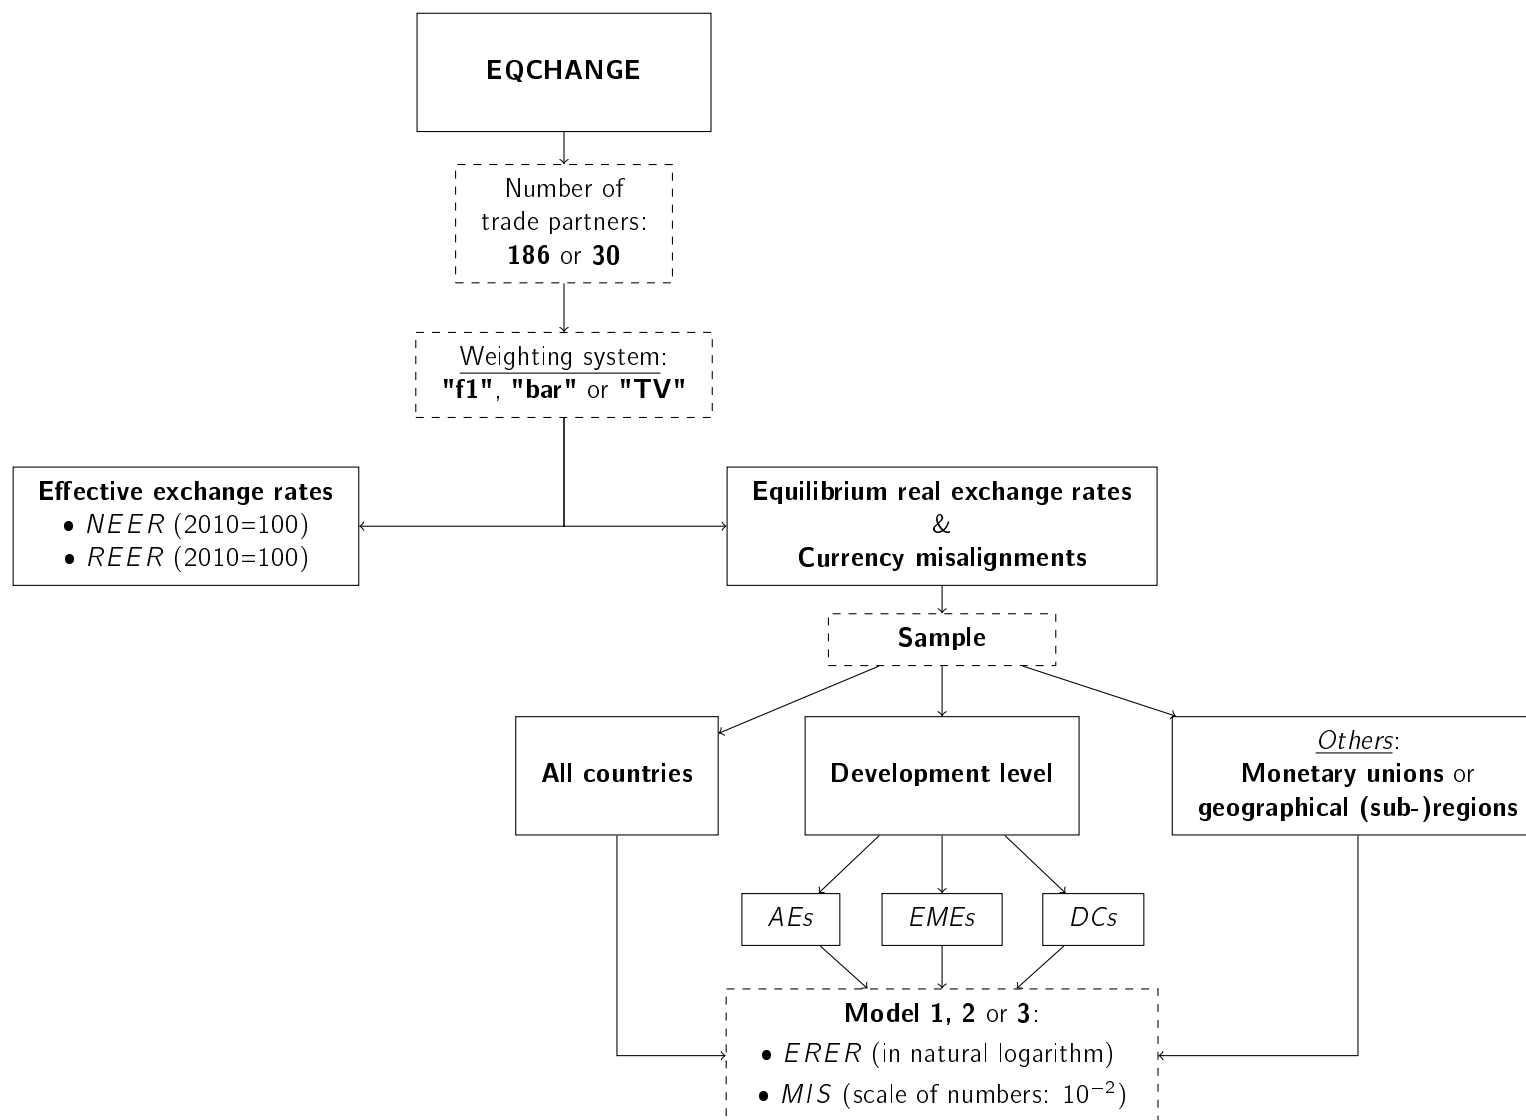 EQCHANGE
Number of
trade partners:
186 or 30
Weighting system:
"f1", "bar" or "TV"
Effective exchange rates
• NEER (2010=100)
• REER (2010=100)
Equilibrium real exchange rates
&
Currency misalignments
Sample
All countries
Development level
Others:
Monetary unions or
geographical (sub-)regions
AEs
EMEs
DCs
Model 1, 2 or 3:
• ERER (in natural logarithm)
• MIS (scale of numbers: 10⁻²)